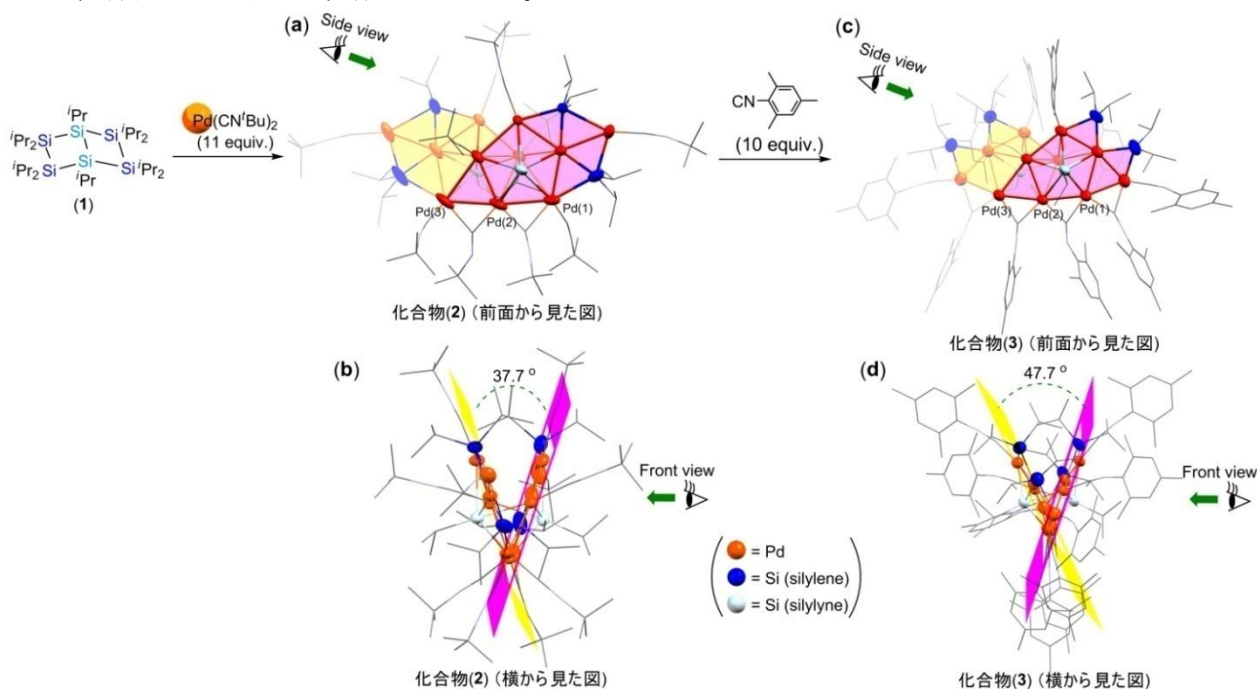 (a)
Side view
(c)
Side view
iPr
iPr2Si
Si
Si
iPr2
Pd(CNtBu)2
(11 equiv.)
iPr2Si
Si
Si
iPr2
iPr
SiiPr2
(1)
CN
(10 equiv.)
Pd(3)
Pd(2)
Pd(1)
Pd(3)
Pd(2)
Pd(1)
化合物(2) (前面から見た図)
化合物(3) (前面から見た図)
(b)
37.7 °
(d)
47.7 °
Front view
Front view
= Pd
= Si (silylene)
= Si (silylyne)
化合物(2) (横から見た図)
化合物(3) (横から見た図)